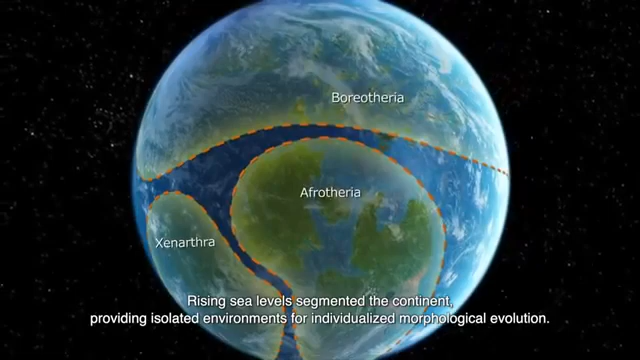 Boreotheria
Afrotheria
Xenarthra
Rising sea levels segmented the continent,
providing isolated environments for individualized morphological evolution.